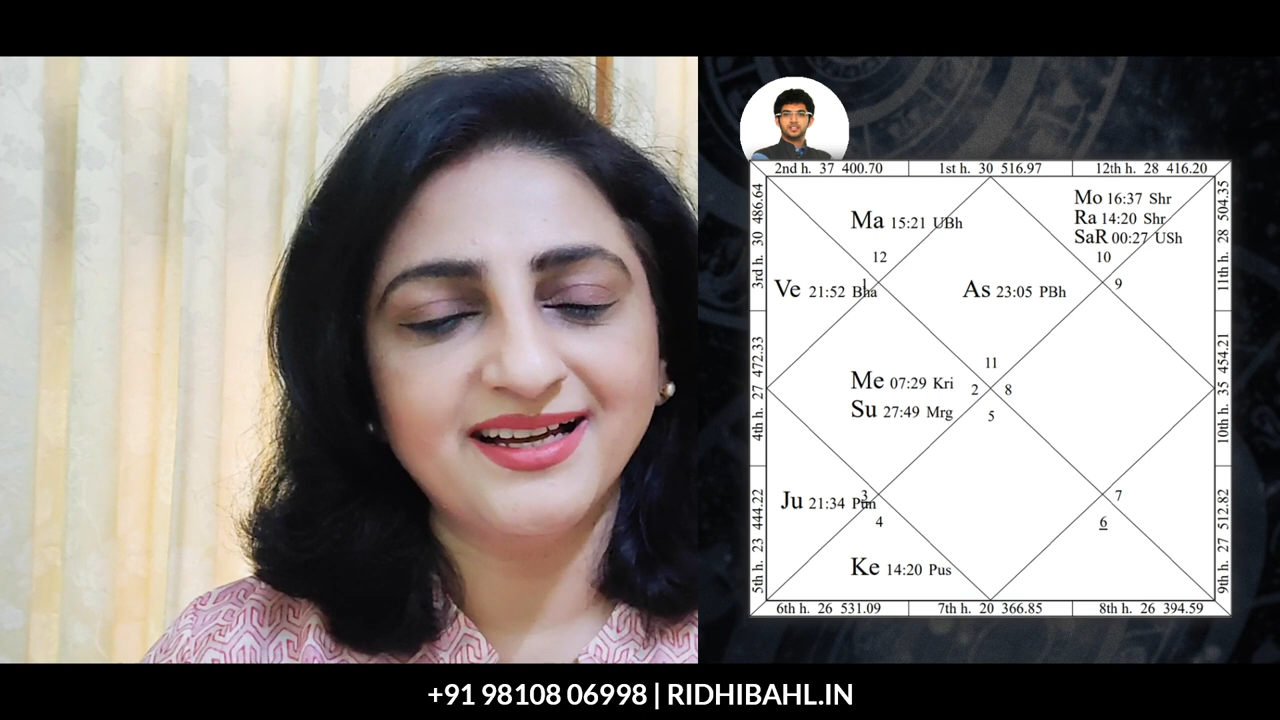 2nd h. 37 400.70
1st h. 30 516.97
12th h. 28 416.20
3rd h. 30 486.64
11th h. 28 504.35
Ma 15:21 UBh
Mo 16:37 Shr
Ra 14:20 Shr
SaR 00:27 USh
12
10
9
Ve 21:52 Bha
1
As 23:05 PBh
4th h. 27 472.33
10th h. 35 454.21
11
Me 07:29 Kri
2
8
Su 27:49 Mrg
5
5th h. 23 444.22
9th h. 27 512.82
Ju 21:34 Pun
3
7
4
6
Ke 14:20 Pus
6th h. 26 531.09
7th h. 20 366.85
8th h. 26 394.59
+91 98108 06998 | RIDHIBAHL.IN